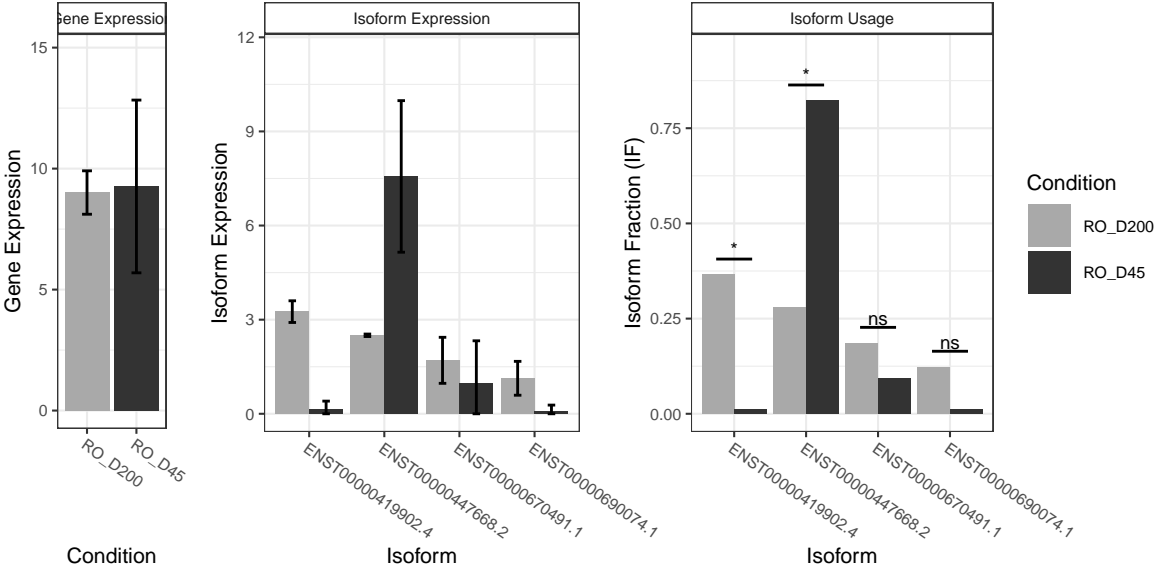 Gene Expression
Isoform Expression
Isoform Usage
Gene Expression
15
10
5
0
RO_D200
RO_D45
Condition
Isoform Expression
12
9
6
3
0
ENST00000419902.4
ENST00000447668.2
ENST00000670491.1
ENST00000690074.1
Isoform
Isoform Fraction (IF)
0.75
0.50
0.25
0.00
*
*
ns
ns
ENST00000419902.4
ENST00000447668.2
ENST00000670491.1
ENST00000690074.1
Isoform
Condition
RO_D200
RO_D45